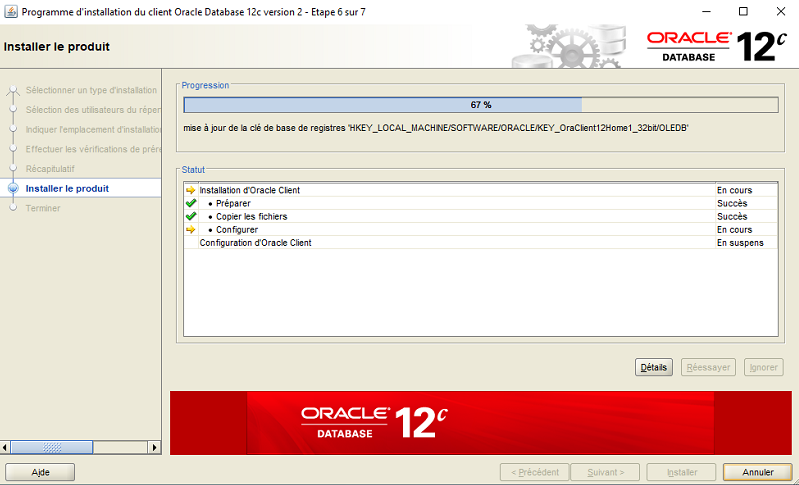 Programme d'installation du client Oracle Database 12c version 2 - Etape 6 sur 7
Installer le produit
ORACLE
DATABASE
12c
Sélectionner un type d'installation
Sélection des utilisateurs du réper
Indiquer l'emplacement d'installatio
Effectuer les vérifications de prére
Récapitulatif
Installer le produit
Terminer
Progression
67 %
mise à jour de la clé de base de registres 'HKEY_LOCAL_MACHINE/SOFTWARE/ORACLE/KEY_OraClient12Home1_32bit/OLEDB'
Statut
Installation d'Oracle Client En cours
• Préparer Succès
• Copier les fichiers Succès
• Configurer En cours
Configuration d'Oracle Client En suspens
Détails Réessayer Ignorer
ORACLE
DATABASE
12c
Aide < Précédent Suivant > Installer Annuler